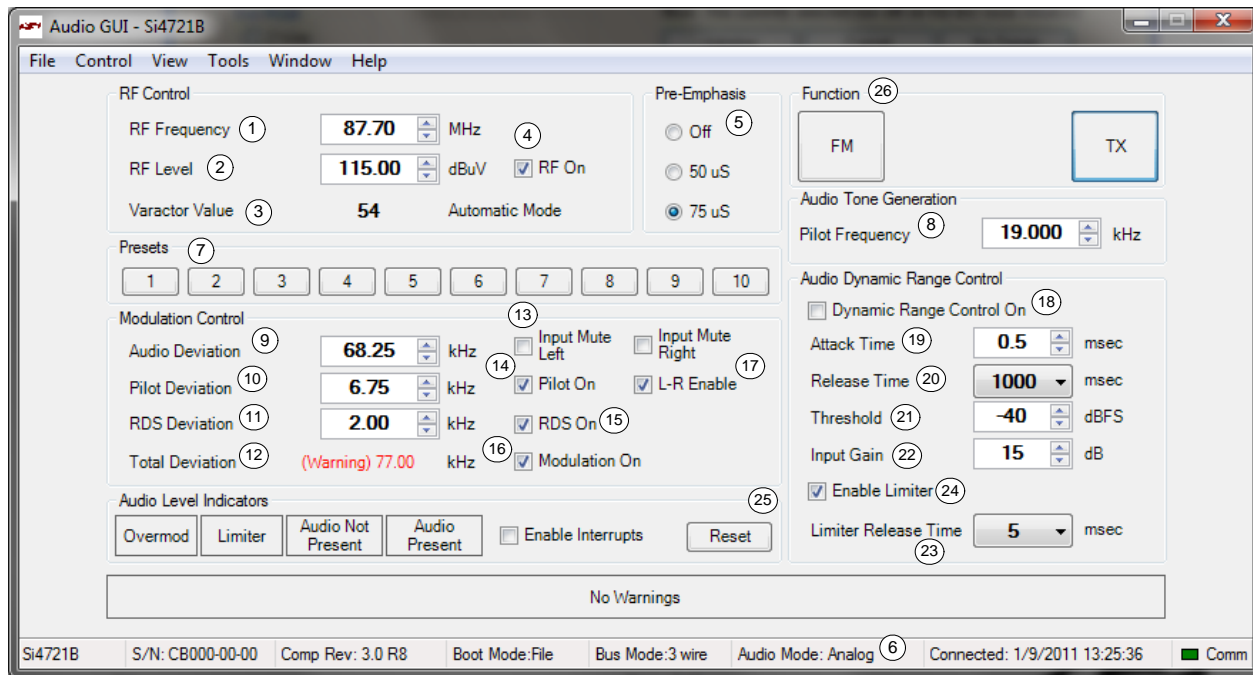 Audio GUI - Si4721B
File Control View Tools Window Help
RF Control
RF Frequency 1 87.70 MHz
4
RF Level 2 115.00 dBuV RF On
Varactor Value 3 54 Automatic Mode
Pre-Emphasis
Off 5
50 uS
75 uS
Function 26
FM TX
Audio Tone Generation
Pilot Frequency 8 19.000 kHz
Presets 7
1 2 3 4 5 6 7 8 9 10
Modulation Control
13
Audio Deviation 9 68.25 kHz Input Mute Left Input Mute Right
Pilot Deviation 10 6.75 kHz 14 Pilot On L-R Enable 17
RDS Deviation 11 2.00 kHz RDS On 15
Total Deviation 12 (Warning) 77.00 kHz 16 Modulation On
Audio Dynamic Range Control
Dynamic Range Control On 18
Attack Time 19 0.5 msec
Release Time 20 1000 msec
Threshold 21 -40 dBFS
Input Gain 22 15 dB
Enable Limiter 24
Limiter Release Time 5 msec
23
Audio Level Indicators 25
Overmod Limiter Audio Not Present Audio Present Enable Interrupts Reset
No Warnings
Si4721B S/N: CB000-00-00 Comp Rev: 3.0 R8 Boot Mode:File Bus Mode:3 wire Audio Mode: Analog 6 Connected: 1/9/2011 13:25:36 Comm